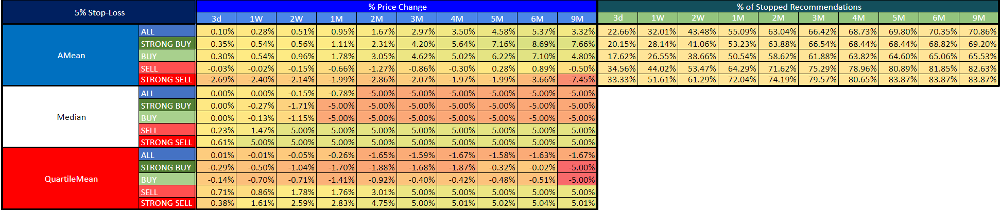 5% Stop-Loss % Price Change % of Stopped Recommendations
3d 1W 2W 1M 2M 3M 4M 5M 6M 9M 3d 1W 2W 1M 2M 3M 4M 5M 6M 9M
AMean
ALL 0.10% 0.28% 0.51% 0.95% 1.67% 2.97% 3.50% 4.58% 5.37% 3.32% 22.66% 32.01% 43.48% 55.09% 63.04% 66.42% 68.73% 69.80% 70.35% 70.86%
STRONG BUY 0.35% 0.54% 0.56% 1.11% 2.31% 4.20% 5.64% 7.16% 8.69% 7.66% 20.15% 28.14% 41.06% 53.23% 63.88% 66.54% 68.44% 68.44% 68.82% 69.20%
BUY 0.30% 0.54% 0.96% 1.78% 3.05% 4.62% 5.02% 6.22% 7.10% 4.80% 17.62% 26.55% 38.66% 50.54% 58.62% 61.88% 63.82% 64.60% 65.06% 65.53%
SELL -0.03% -0.02% -0.15% -0.66% -1.27% -0.86% -0.30% 0.28% 0.89% -0.50% 34.56% 44.02% 53.47% 64.29% 71.62% 75.29% 78.96% 80.89% 81.85% 82.63%
STRONG SELL -2.69% -2.40% -2.14% -1.99% -2.86% -2.07% -1.97% -1.99% -3.66% -7.45% 33.33% 51.61% 61.29% 72.04% 74.19% 79.57% 80.65% 83.87% 83.87% 83.87%
Median
ALL 0.00% 0.00% -0.15% -0.78% -5.00% -5.00% -5.00% -5.00% -5.00% -5.00%
STRONG BUY 0.00% -0.27% -1.71% -5.00% -5.00% -5.00% -5.00% -5.00% -5.00% -5.00%
BUY 0.00% -0.13% -1.15% -5.00% -5.00% -5.00% -5.00% -5.00% -5.00% -5.00%
SELL 0.23% 1.47% 5.00% 5.00% 5.00% 5.00% 5.00% 5.00% 5.00% 5.00%
STRONG SELL 0.61% 5.00% 5.00% 5.00% 5.00% 5.00% 5.00% 5.00% 5.00% 5.00%
QuartileMean
ALL 0.01% -0.01% -0.05% -0.26% -1.65% -1.59% -1.67% -1.58% -1.63% -1.67%
STRONG BUY -0.29% -0.50% -1.04% -1.70% -1.88% -1.68% -1.87% -0.32% -0.02% -5.00%
BUY -0.14% -0.70% -0.71% -1.41% -0.92% -0.40% -0.42% -0.48% -0.51% -5.00%
SELL 0.71% 0.86% 1.78% 1.76% 3.01% 5.00% 5.00% 5.00% 5.00% 5.00%
STRONG SELL 0.38% 1.61% 2.59% 2.83% 4.75% 5.00% 5.01% 5.02% 5.04% 5.01%